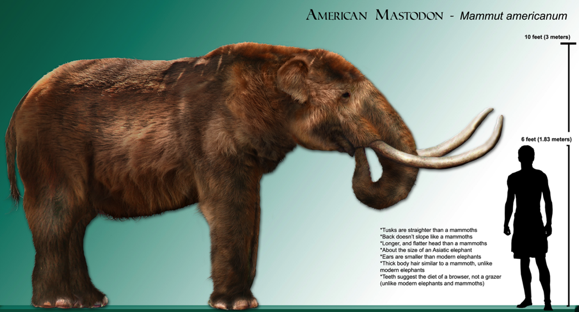 AMERICAN MASTODON - Mammut americanum
10 feet (3 meters)
6 feet (1.83 meters)
*Tusks are straighter than a mammoths
*Back doesn't slope like a mammoths
*Longer, and flatter head than a mammoths
*About the size of an Asiatic elephant
*Ears are smaller than modern elephants
*Thick body hair similar to a mammoth, unlike
modern elephants
*Teeth suggest the diet of a browser, not a grazer
(unlike modern elephants and mammoths)